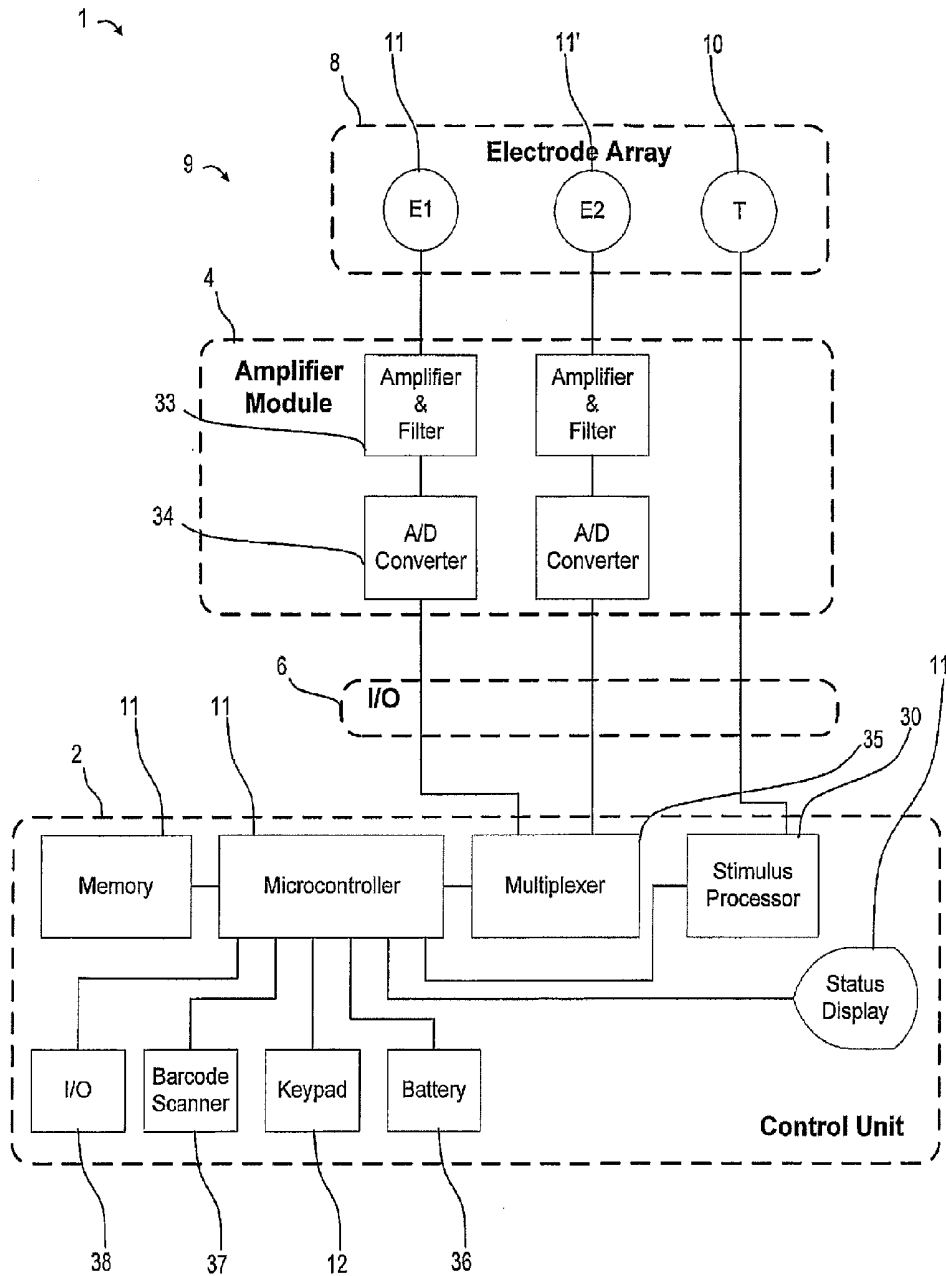 1
8
11
11'
10
Electrode Array
9
E1
E2
T
4
Amplifier
Module
Amplifier
&
Filter
Amplifier
&
Filter
33
34
A/D
Converter
A/D
Converter
6
I/O
11
2
11
11
35
30
Memory
Microcontroller
Multiplexer
Stimulus
Processor
Status
Display
I/O
Barcode
Scanner
Keypad
Battery
Control Unit
38
37
12
36